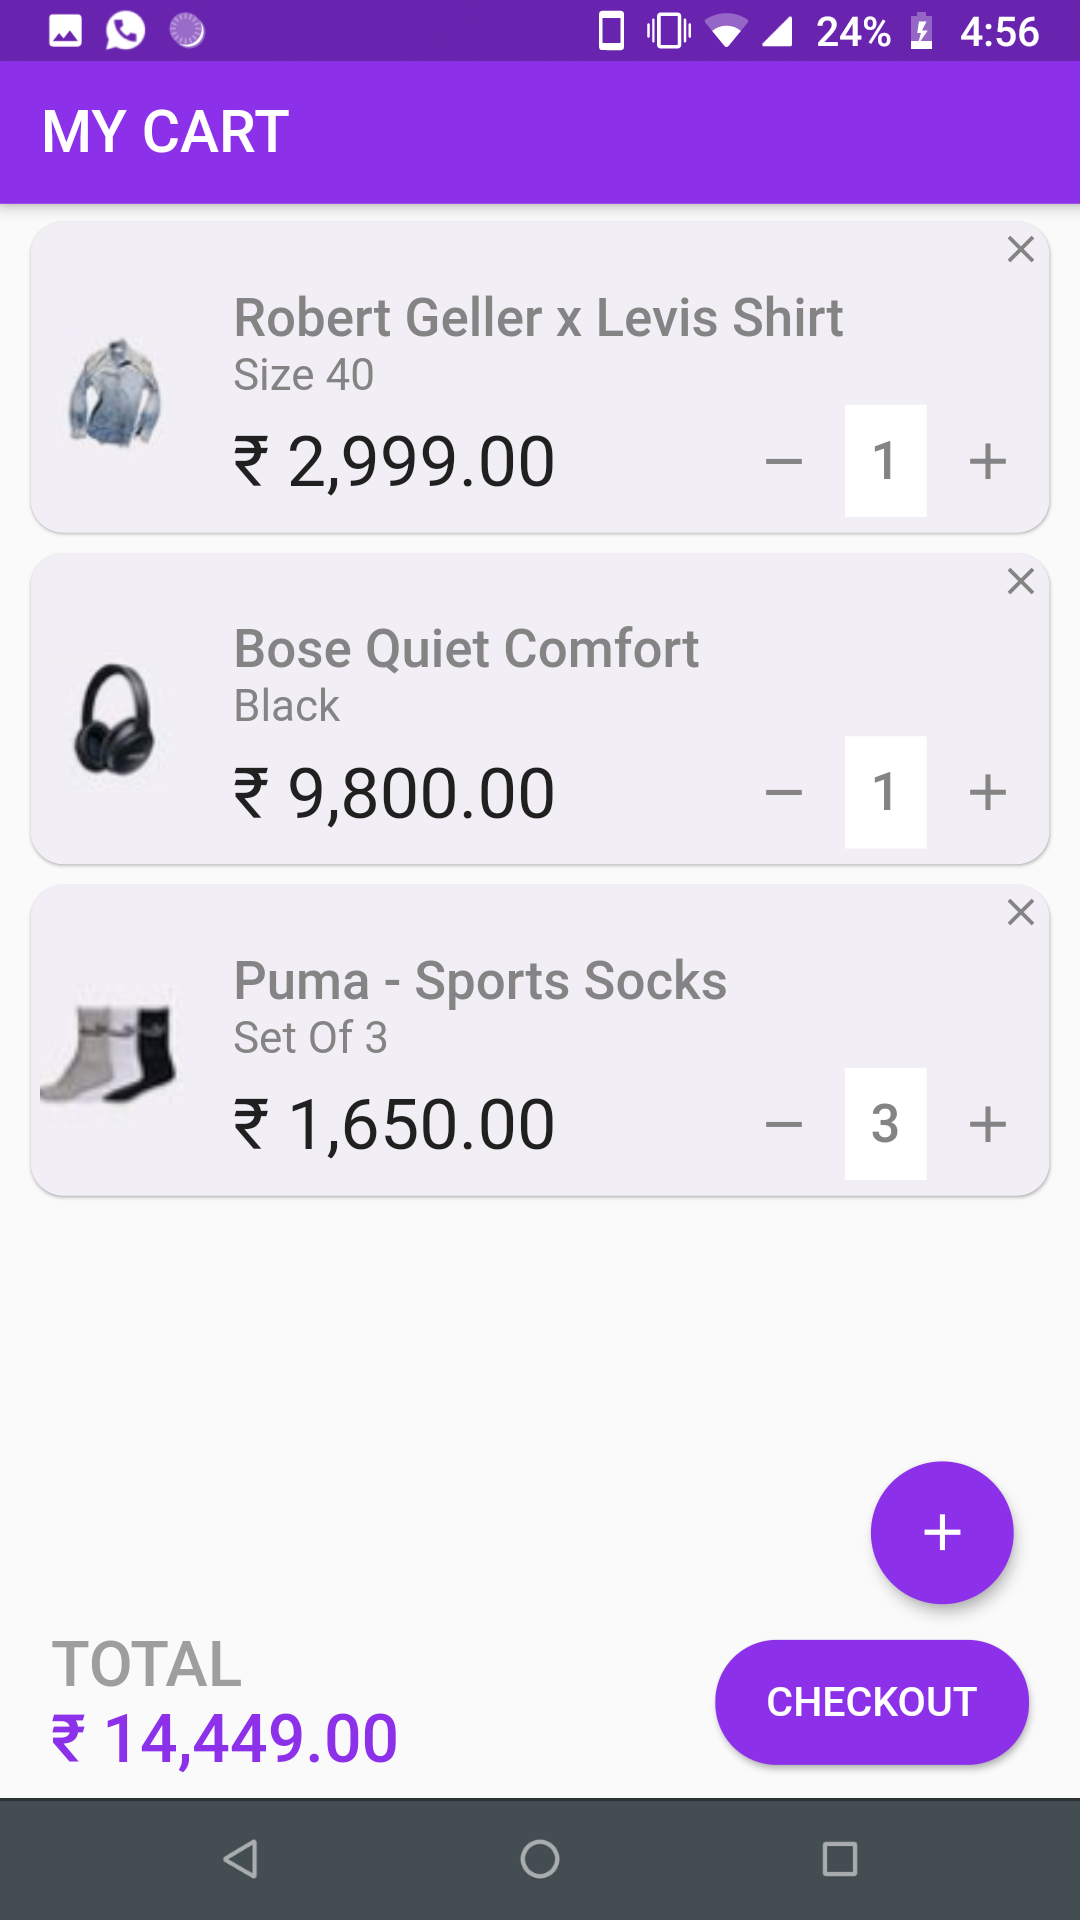 24% 4:56
MY CART
Robert Geller x Levis Shirt
Size 40
₹ 2,999.00 − 1 +
Bose Quiet Comfort
Black
₹ 9,800.00 − 1 +
Puma - Sports Socks
Set Of 3
₹ 1,650.00 − 3 +
+
TOTAL
₹ 14,449.00
CHECKOUT